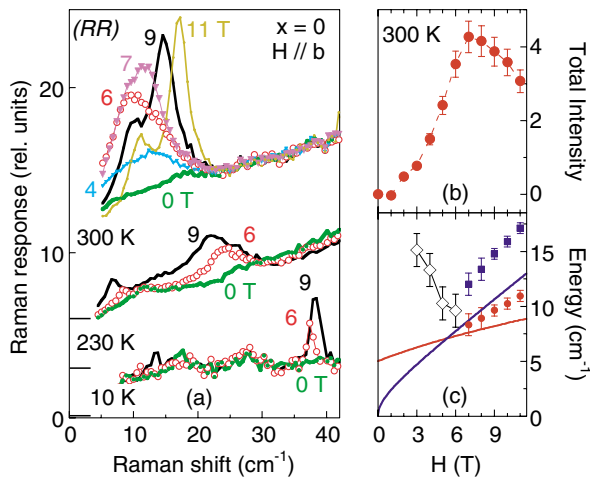 (RR)
9
11 T
x = 0
H // b
7
6
4
0 T
300 K
9
6
0 T
230 K
9
6
0 T
10 K
(a)
Raman response (rel. units)
0
10
20
0
10
20
30
40
Raman shift (cm⁻¹)
300 K
(b)
Total Intensity
4
2
0
(c)
Energy (cm⁻¹)
15
10
5
0
0
3
6
9
H (T)